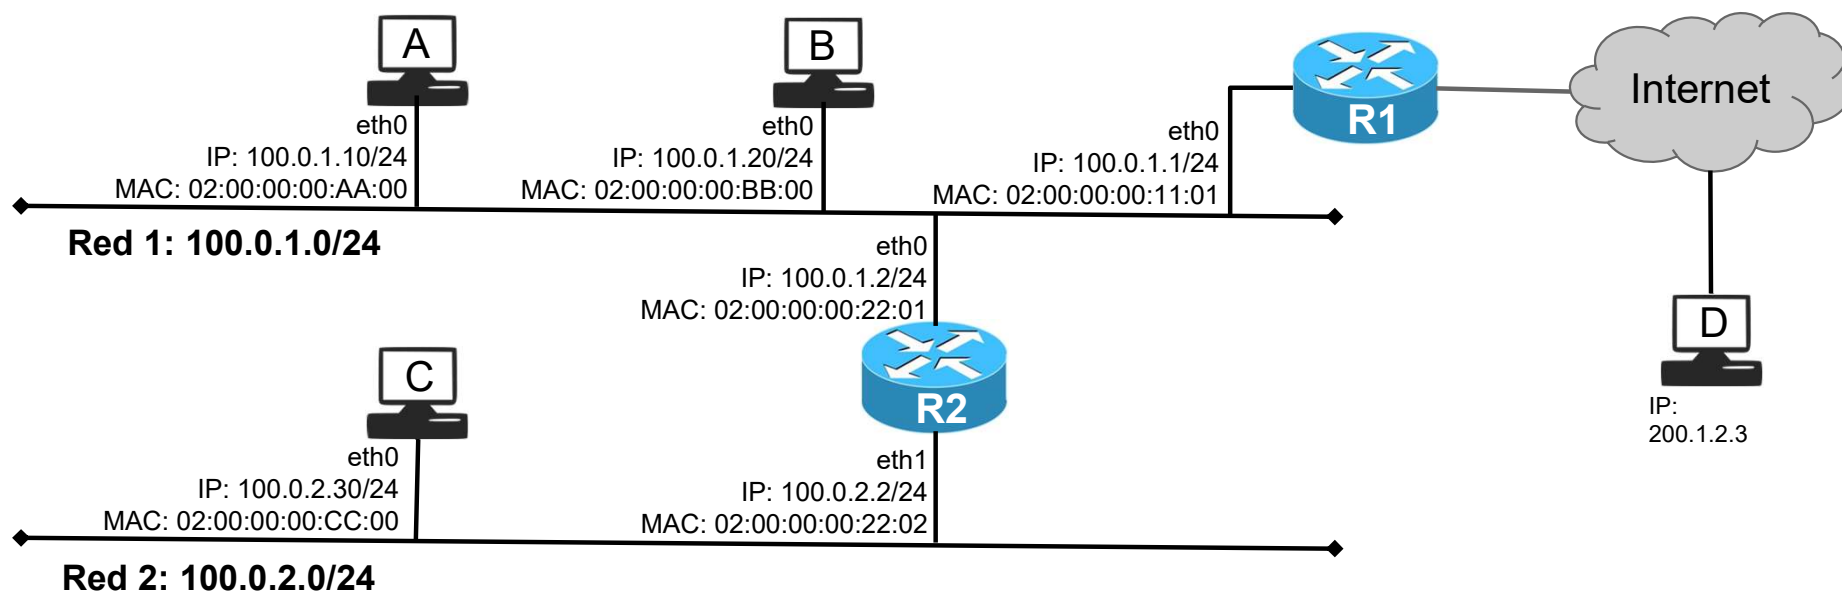 A
eth0
IP: 100.0.1.10/24
MAC: 02:00:00:00:AA:00
B
eth0
IP: 100.0.1.20/24
MAC: 02:00:00:00:BB:00
R1
eth0
IP: 100.0.1.1/24
MAC: 02:00:00:00:11:01
Internet
Red 1: 100.0.1.0/24
eth0
IP: 100.0.1.2/24
MAC: 02:00:00:00:22:01
R2
D
IP:
200.1.2.3
C
eth0
IP: 100.0.2.30/24
MAC: 02:00:00:00:CC:00
eth1
IP: 100.0.2.2/24
MAC: 02:00:00:00:22:02
Red 2: 100.0.2.0/24